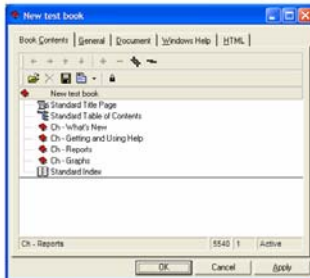 New test book
Book Contents General Document Windows Help HTML
New test book
Standard Title Page
Standard Table of Contents
Ch - What's New
Ch - Getting and Using Help
Ch - Reports
Ch - Graphs
Standard Index
Ch - Reports 5540 1 Active
OK Cancel Apply